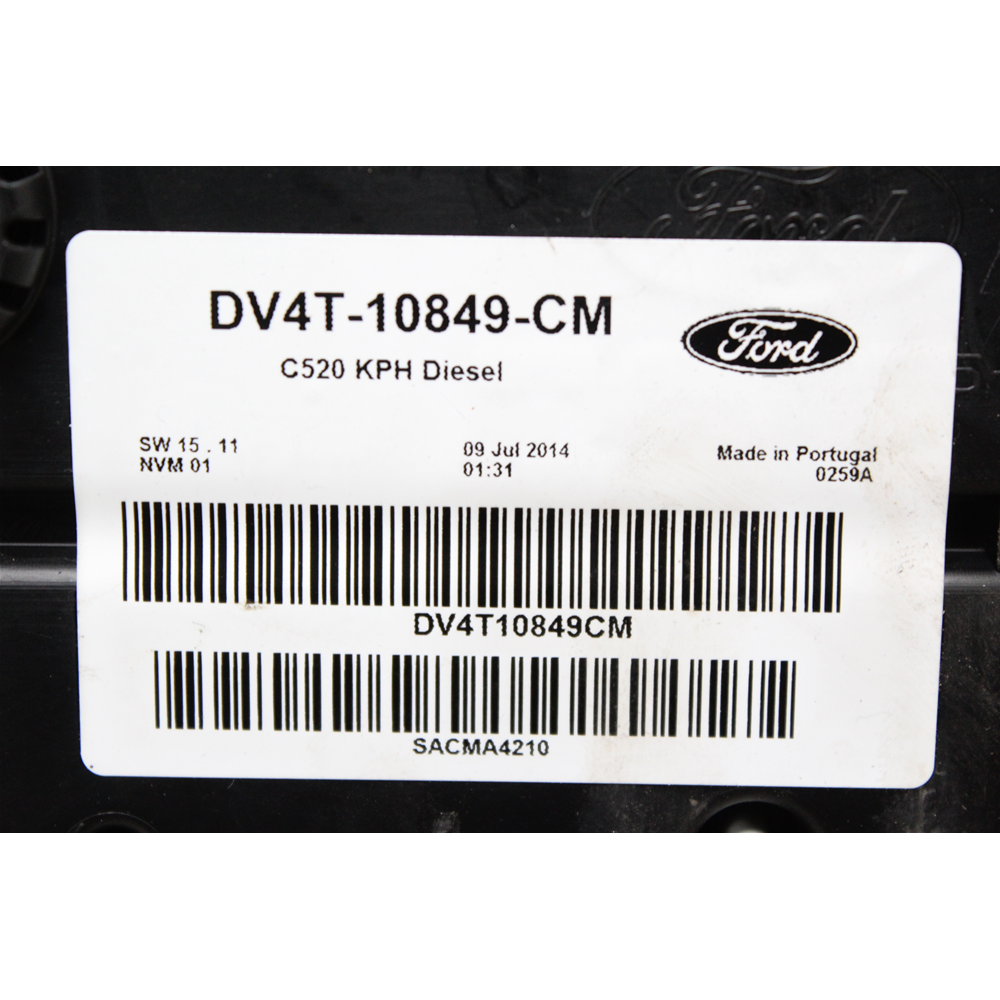 Ford
DV4T-10849-CM
Ford
C520 KPH Diesel
SW 15 . 11
NVM 01
09 Jul 2014
01:31
Made in Portugal
0259A
DV4T10849CM
SACMA4210